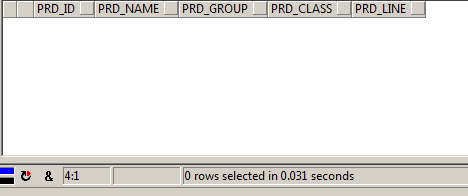 PRD_ID PRD_NAME PRD_GROUP PRD_CLASS PRD_LINE
& 4:1 0 rows selected in 0.031 seconds